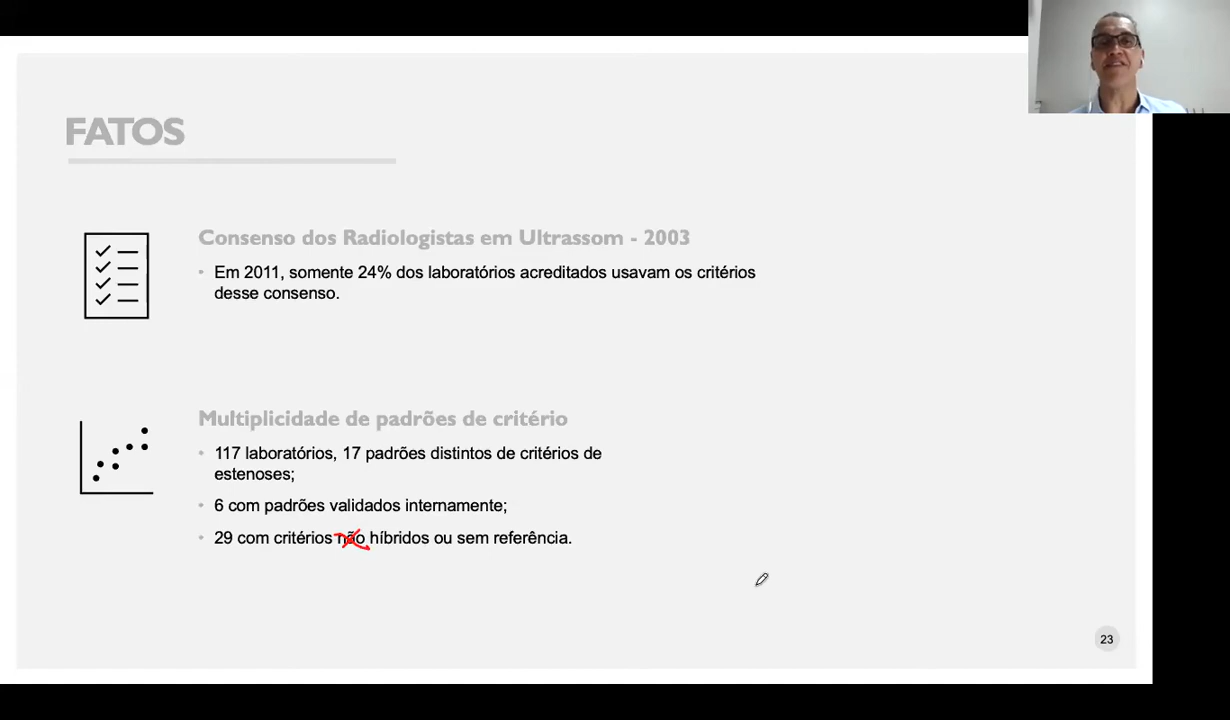 FATOS
Consenso dos Radiologistas em Ultrassom - 2003
• Em 2011, somente 24% dos laboratórios acreditados usavam os critérios
desse consenso.
Multiplicidade de padrões de critério
• 117 laboratórios, 17 padrões distintos de critérios de
estenoses;
• 6 com padrões validados internamente;
• 29 com critérios não híbridos ou sem referência.
23